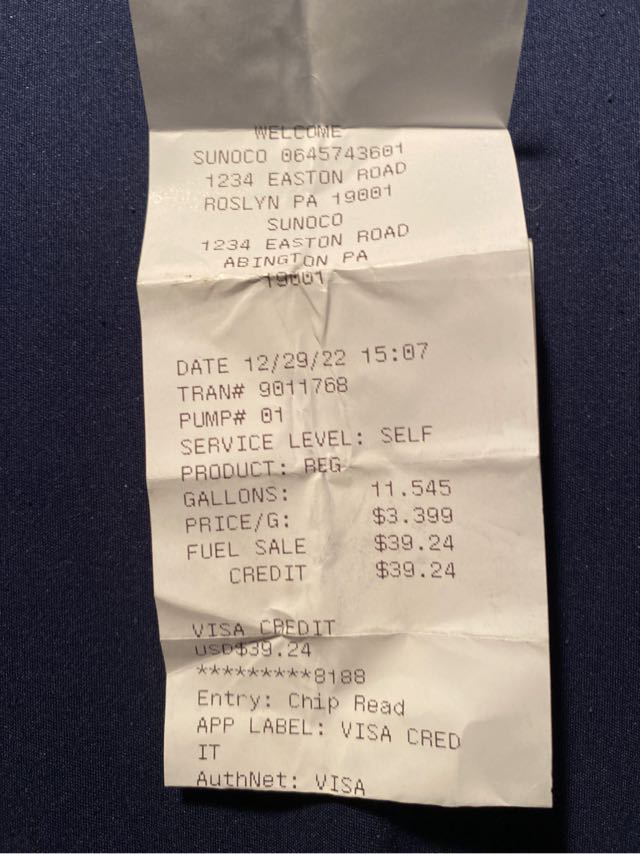 WELCOME
SUNOCO 0645743601
1234 EASTON ROAD
ROSLYN PA 19001
SUNOCO
1234 EASTON ROAD
ABINGTON PA
19001
DATE 12/29/22 15:07
TRAN# 9011768
PUMP# 01
SERVICE LEVEL: SELF
PRODUCT: REG
GALLONS: 11.545
PRICE/G: $3.399
FUEL SALE $39.24
CREDIT $39.24
VISA CREDIT
USD$39.24
*********8188
Entry: Chip Read
APP LABEL: VISA CRED
IT
AuthNet: VISA